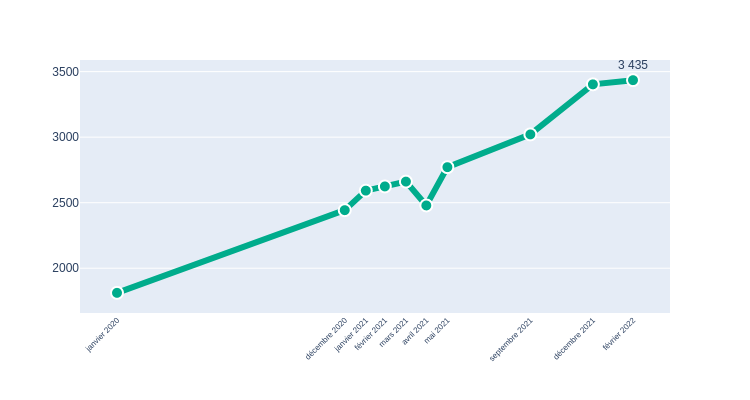 3 435
3500
3000
2500
2000
janvier 2020
décembre 2020
janvier 2021
février 2021
mars 2021
avril 2021
mai 2021
septembre 2021
décembre 2021
février 2022